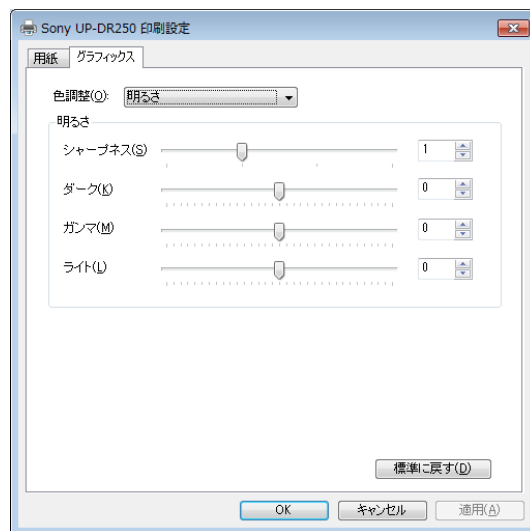 Sony UP-DR250 印刷設定
用紙 グラフィックス
色調整(O): 明るさ
明るさ
シャープネス(S) 1
ダーク(K) 0
ガンマ(M) 0
ライト(L) 0
標準に戻す(D)
OK キャンセル 適用(A)